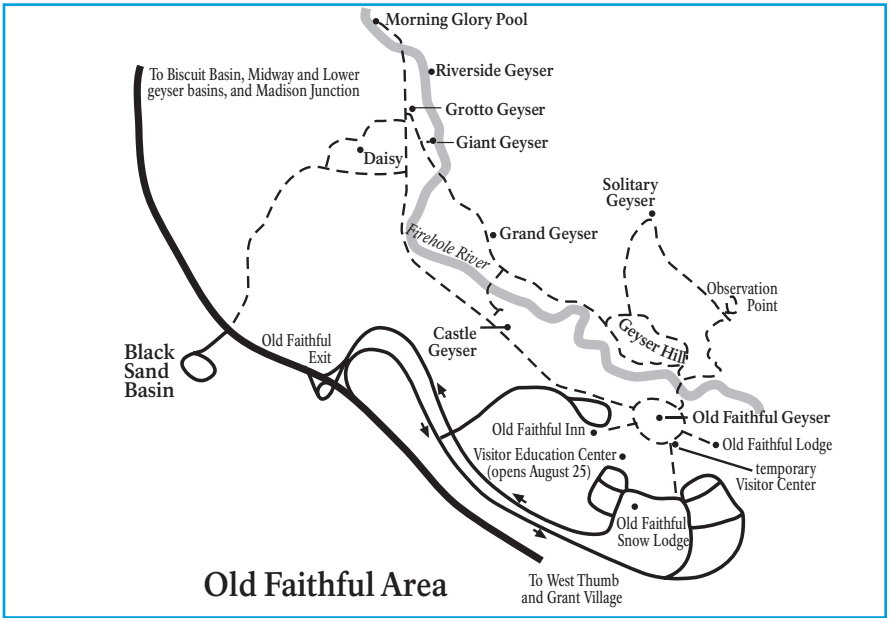 Morning Glory Pool
To Biscuit Basin, Midway and Lower
geyser basins, and Madison Junction
Riverside Geyser
Grotto Geyser
Giant Geyser
Daisy
Solitary
Geyser
Grand Geyser
Firehole River
Observation
Point
Geyser Hill
Castle
Geyser
Old Faithful
Exit
Black
Sand
Basin
Old Faithful Geyser
Old Faithful Inn
Old Faithful Lodge
Visitor Education Center
(opens August 25)
temporary
Visitor Center
Old Faithful
Snow Lodge
Old Faithful Area
To West Thumb
and Grant Village